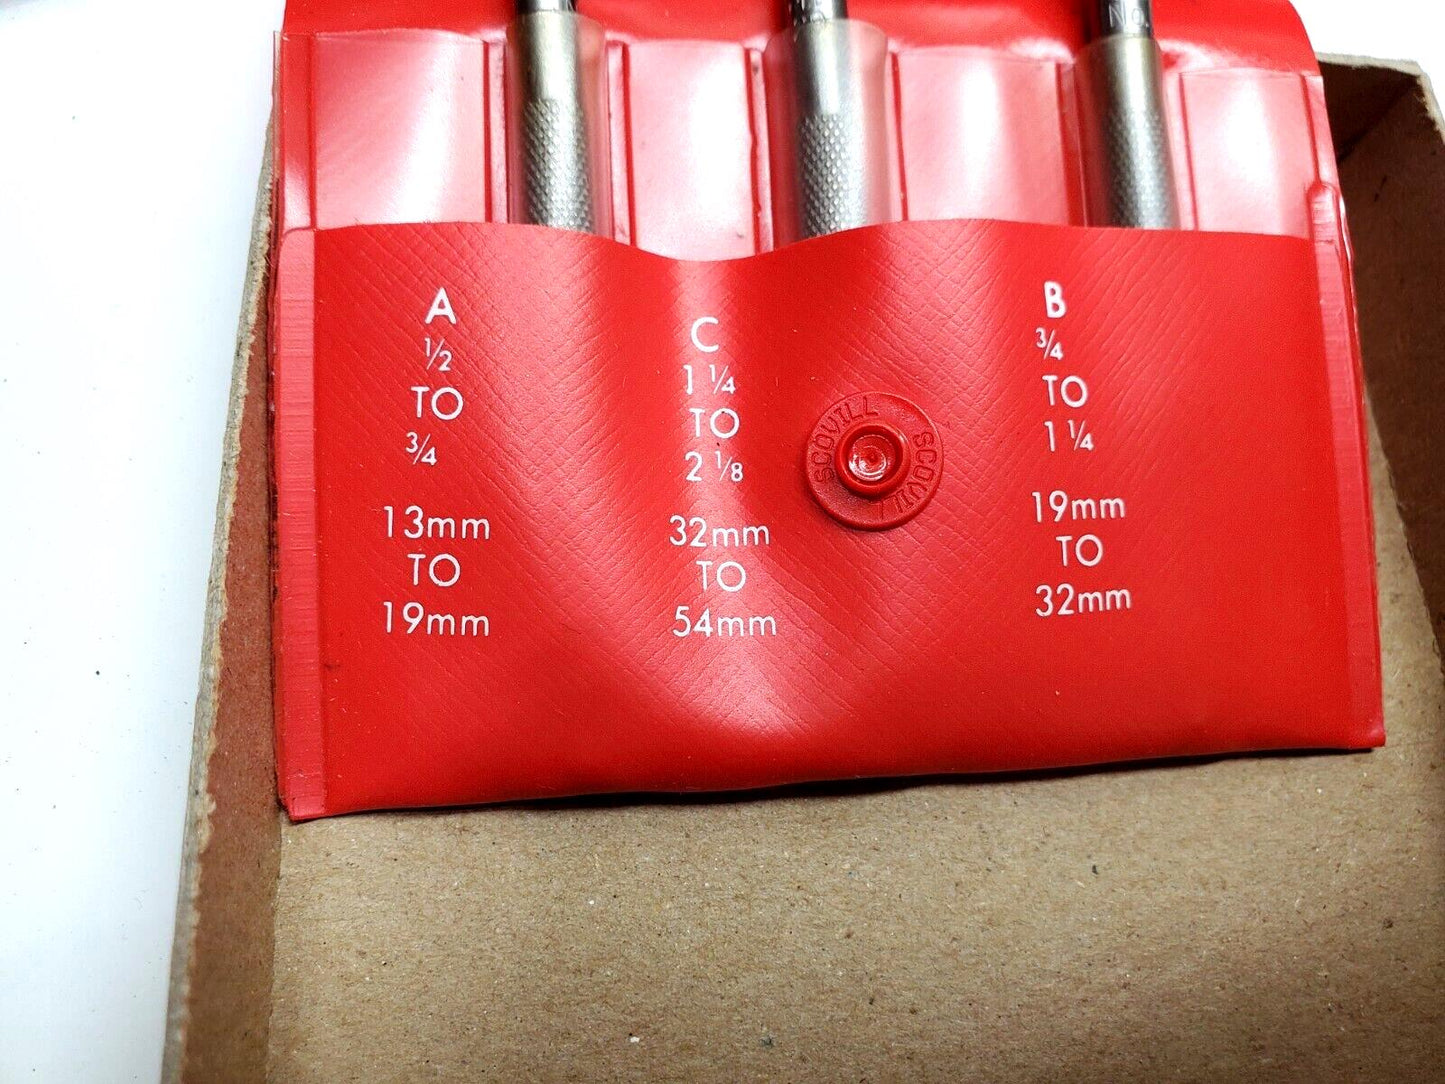 No.
A
½
TO
¾
13mm
TO
19mm
C
1 ¼
TO
2 ⅛
32mm
TO
54mm
SCOVILL SCOVILL
B
¾
TO
1 ¼
19mm
TO
32mm